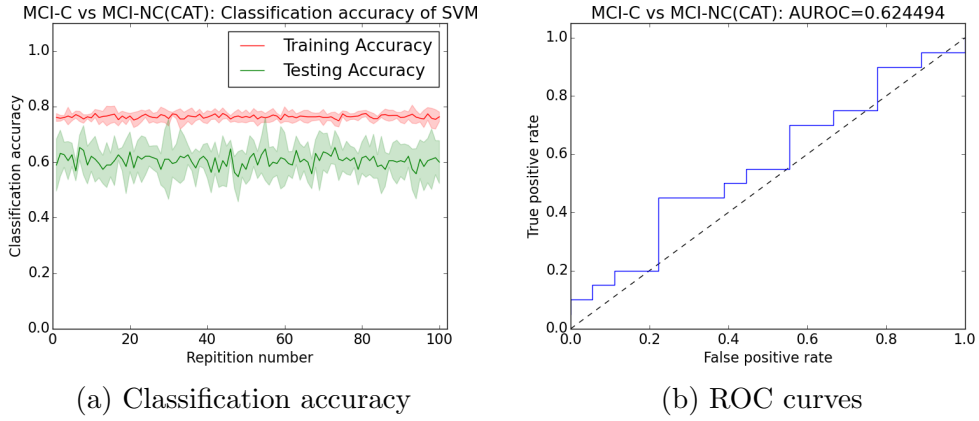 MCI-C vs MCI-NC(CAT): Classification accuracy of SVM
Training Accuracy
Testing Accuracy
Classification accuracy
1.0
0.8
0.6
0.4
0.2
0.0
0 20 40 60 80 100
Repitition number
(a) Classification accuracy
MCI-C vs MCI-NC(CAT): AUROC=0.624494
True positive rate
1.0
0.8
0.6
0.4
0.2
0.0
0.0 0.2 0.4 0.6 0.8 1.0
False positive rate
(b) ROC curves